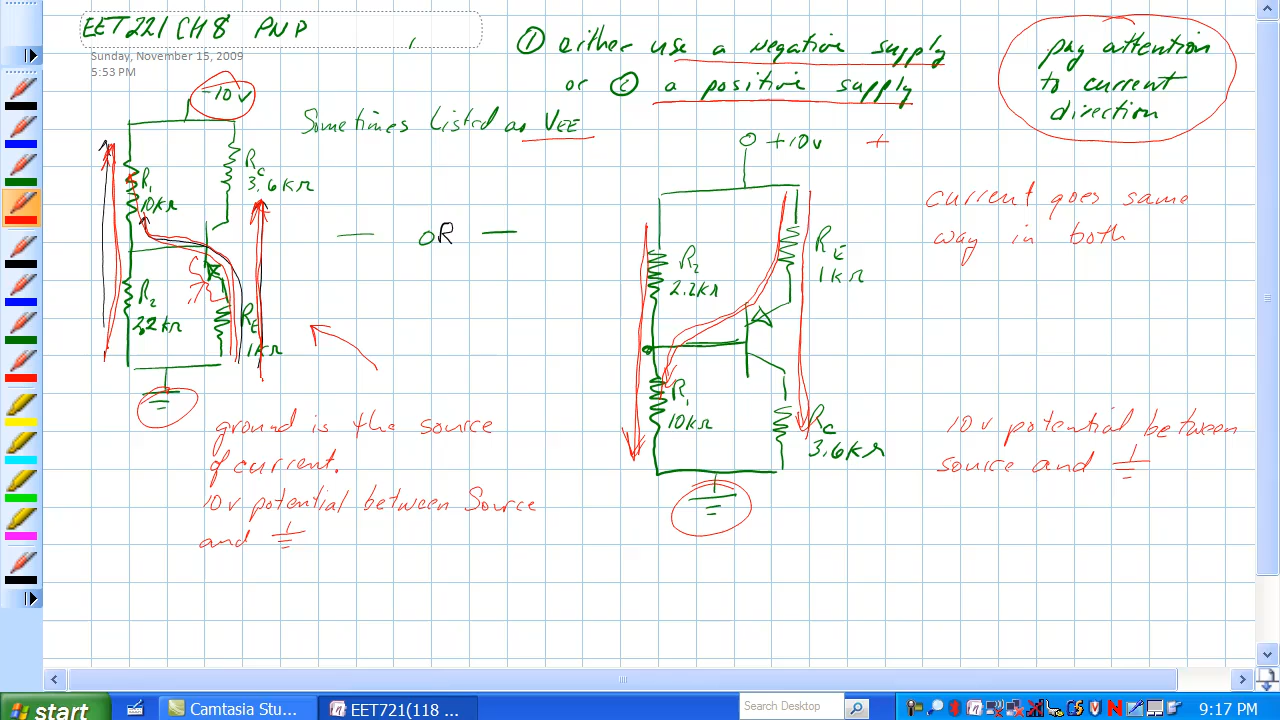 EET221 CH 8 PNP
Sunday, November 15, 2009
5:53 PM
① either use a negative supply
or ② a positive supply
pay attention
to current
direction
-10v
Sometimes Listed as VEE
R1
10KΩ
RC
3.6KΩ
R2
2.2KΩ
RE
1KΩ
OR
+10v +
R2
2.2KΩ
RE
1KΩ
R1
10KΩ
RC
3.6KΩ
current goes same
way in both
ground is the source
of current.
10v potential between Source
and
10v potential between
source and
start
Camtasia Stu...
EET721(118 ...
Search Desktop
9:17 PM